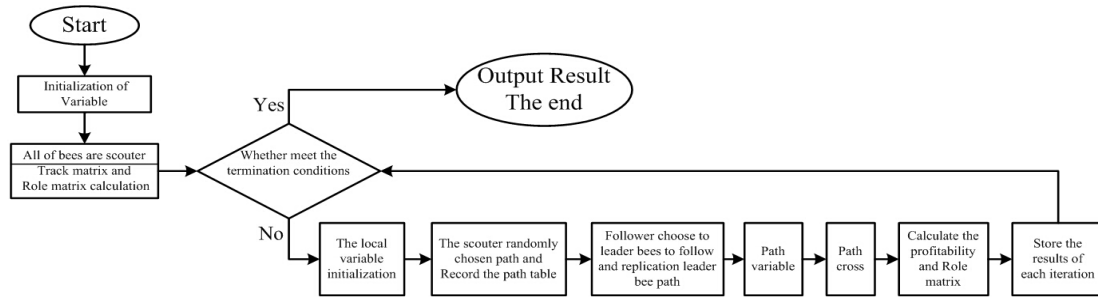 Start
Initialization of
Variable
All of bees are scouter
Track matrix and
Role matrix calculation
Whether meet the
termination conditions
Yes
Output Result
The end
No
The local
variable
initialization
The scouter randomly
chosen path and
Record the path table
Follower choose to
leader bees to follow
and replication leader
bee path
Path
variable
Path
cross
Calculate the
profitability
and Role
matrix
Store the
results of
each iteration